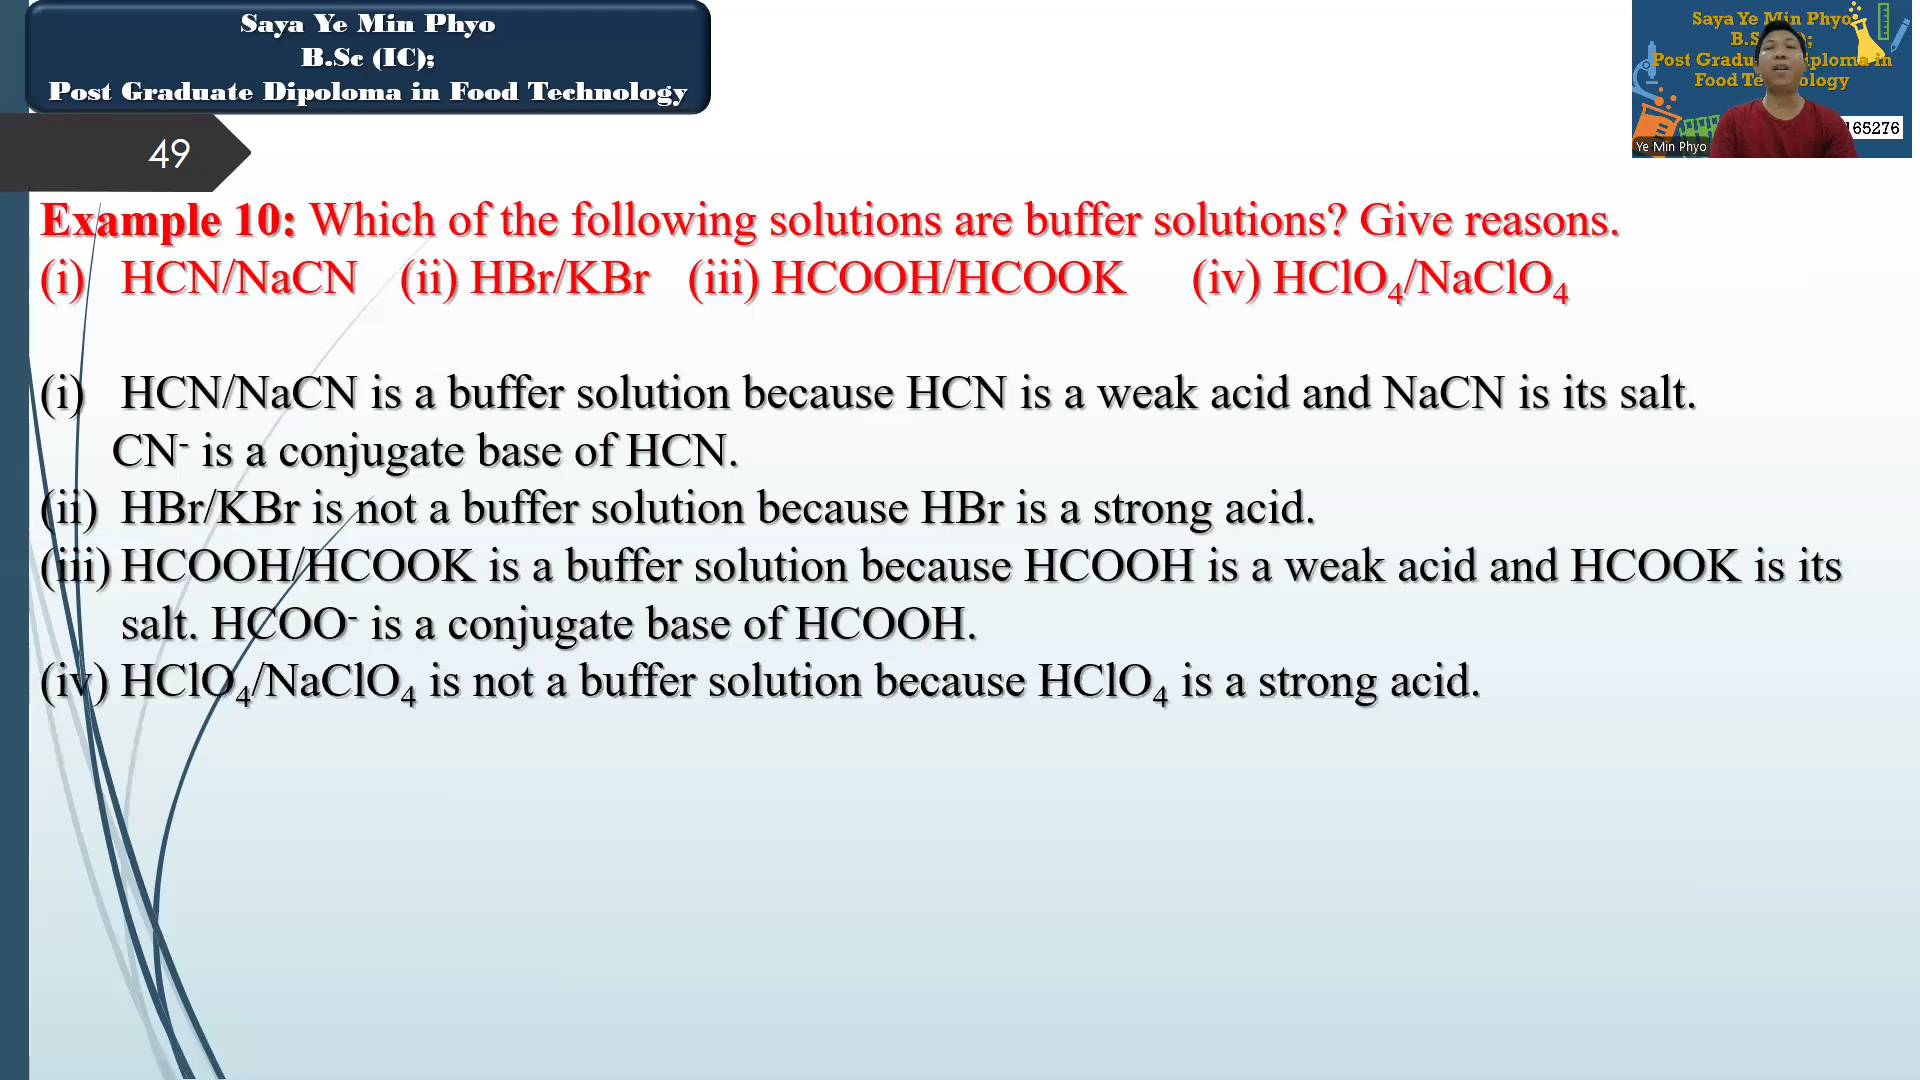 Saya Ye Min Phyo
B.Sc (IC);
Post Graduate Dipoloma in Food Technology
Saya Ye Min Phyo
Food
Ye Min Phyo
165276
49
Example 10: Which of the following solutions are buffer solutions? Give reasons.
(i) HCN/NaCN (ii) HBr/KBr (iii) HCOOH/HCOOK (iv) HClO₄/NaClO₄
(i) HCN/NaCN is a buffer solution because HCN is a weak acid and NaCN is its salt.
CN⁻ is a conjugate base of HCN.
(ii) HBr/KBr is not a buffer solution because HBr is a strong acid.
(iii) HCOOH/HCOOK is a buffer solution because HCOOH is a weak acid and HCOOK is its
salt. HCOO⁻ is a conjugate base of HCOOH.
(iv) HClO₄/NaClO₄ is not a buffer solution because HClO₄ is a strong acid.